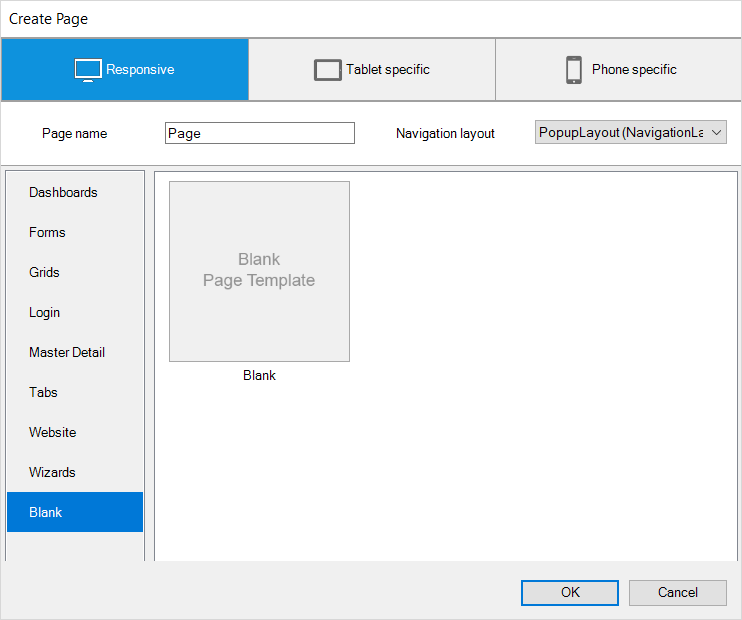 Create Page
Responsive
Tablet specific
Phone specific
Page name
Page
Navigation layout
PopupLayout (NavigationLa
Dashboards
Forms
Grids
Login
Master Detail
Tabs
Website
Wizards
Blank
Blank
Page Template
Blank
OK
Cancel